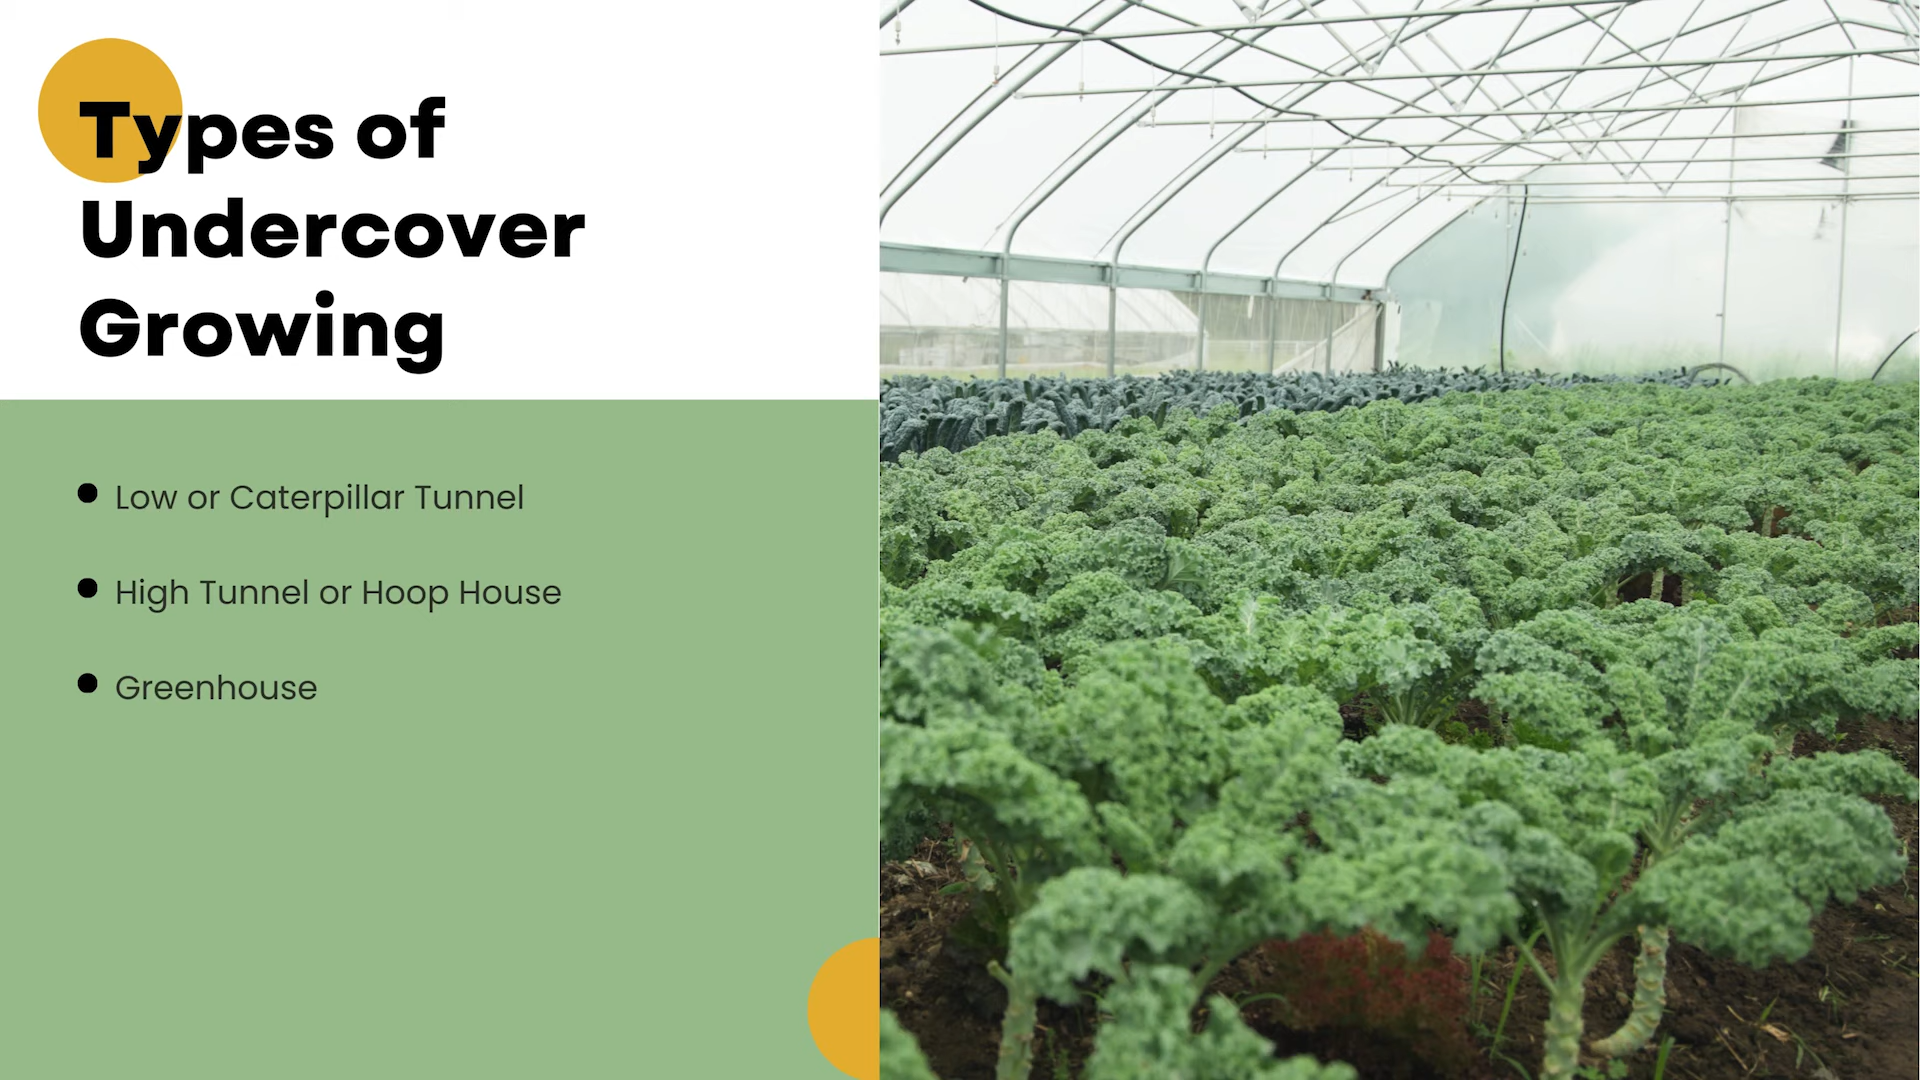 Types of
Undercover
Growing
● Low or Caterpillar Tunnel
● High Tunnel or Hoop House
● Greenhouse